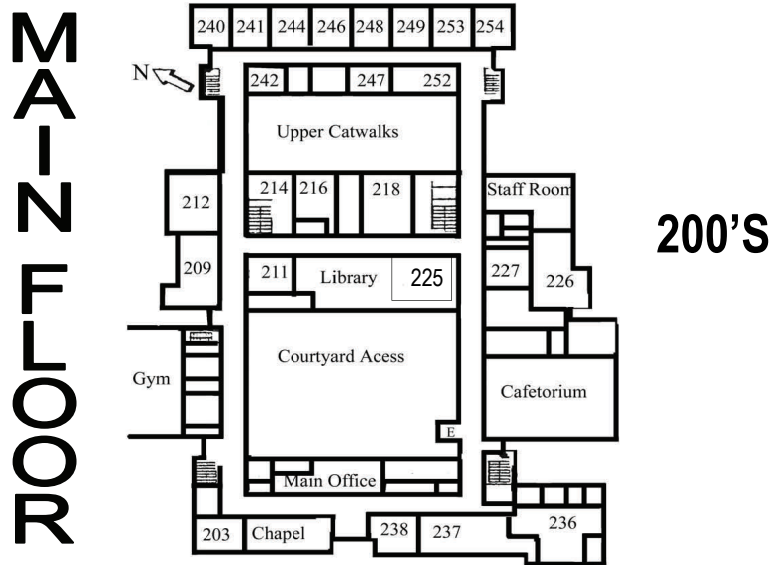 MAIN FLOOR
240 241 244 246 248 249 253 254
N
242 247 252
Upper Catwalks
214 216 218
Staff Room
212
200’S
209
211 Library 225
227 226
Courtyard Acess
Gym
Cafetorium
E
Main Office
203 Chapel 238 237 236